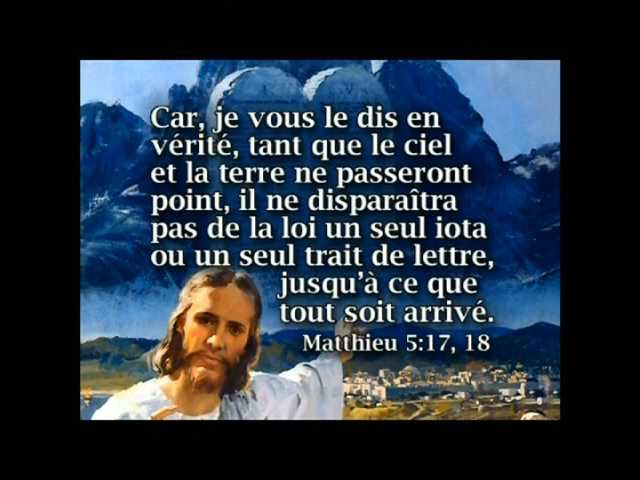 Car, je vous le dis en
vérité, tant que le ciel
et la terre ne passeront
point, il ne disparaîtra
pas de la loi un seul iota
ou un seul trait de lettre,
jusqu'à ce que
tout soit arrivé.
Matthieu 5:17, 18